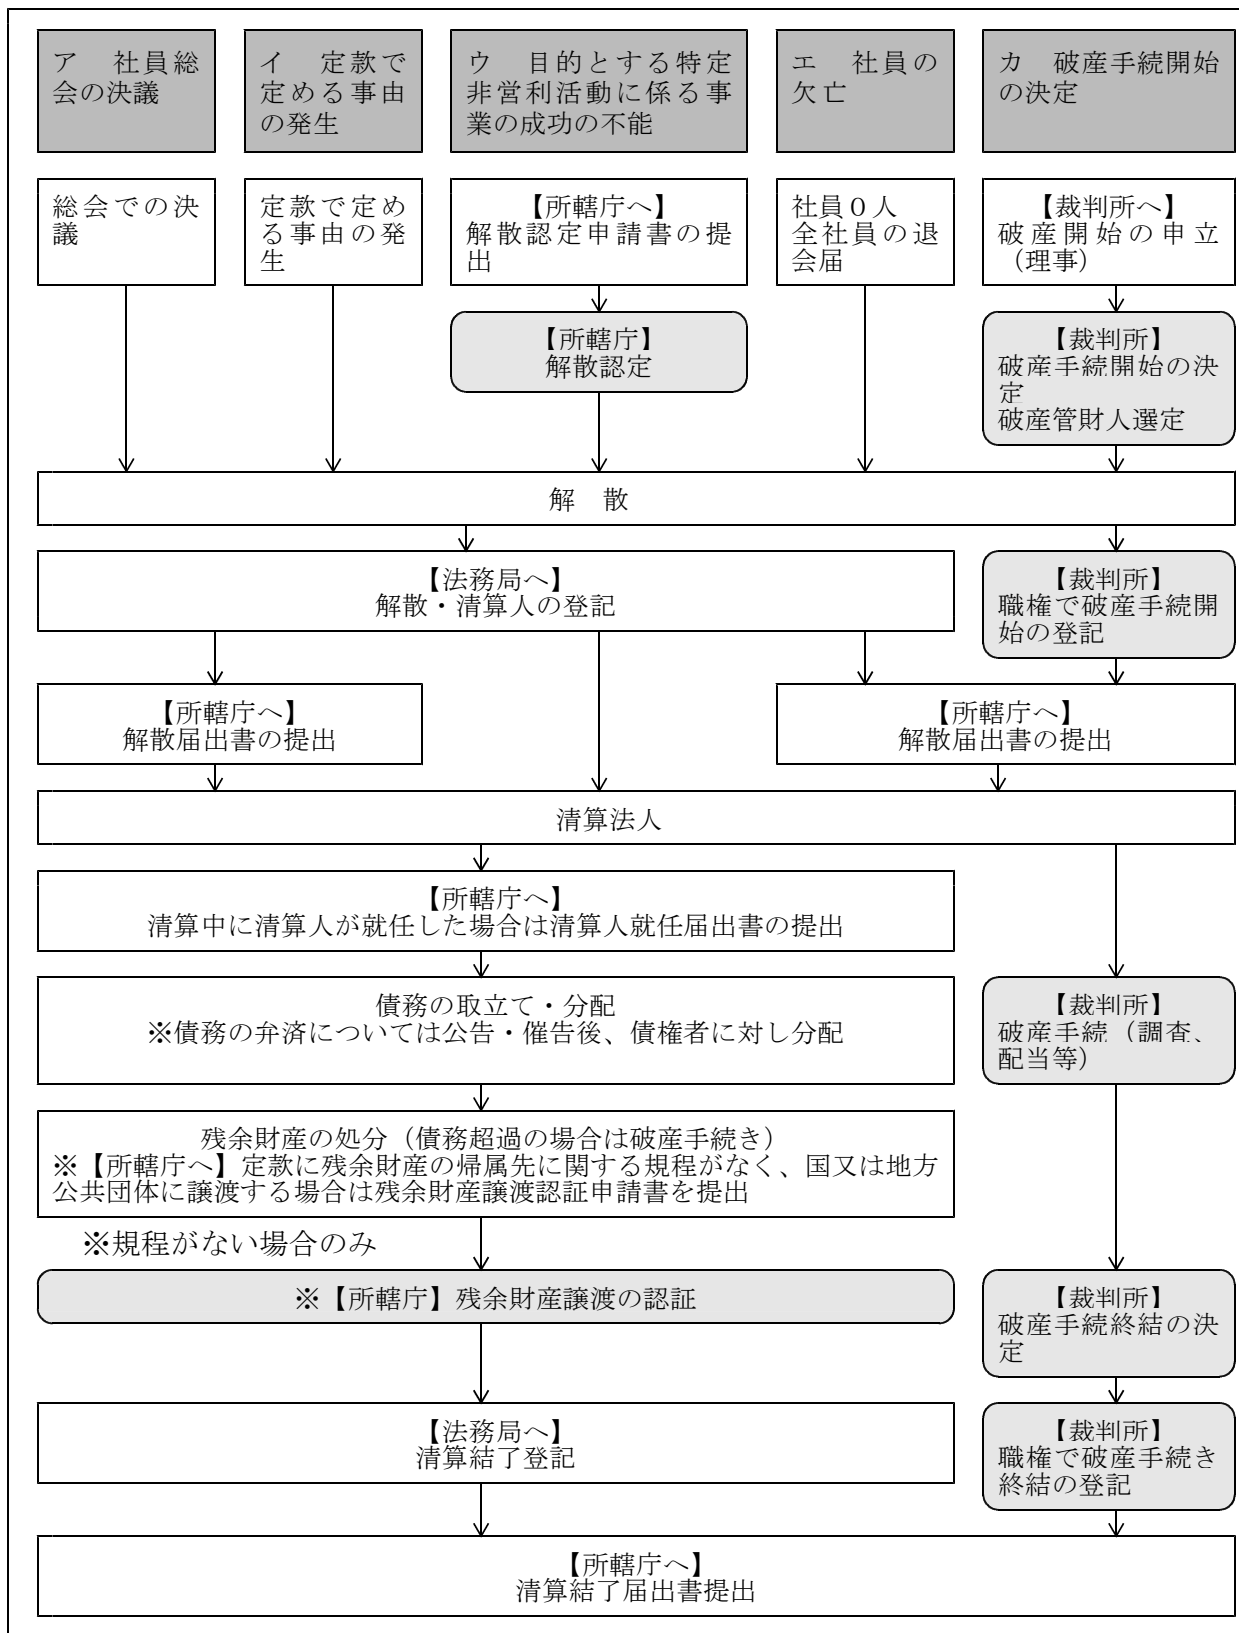 ア　社員総
会の決議
イ　定款で
定める事由
の発生
ウ　目的とする特定
非営利活動に係る事
業の成功の不能
エ　社員の
欠亡
カ　破産手続開始
の決定
総会での決
議
定款で定め
る事由の発
生
【所轄庁へ】
解散認定申請書の提
出
社員０人
全社員の退
会届
【裁判所へ】
破産開始の申立
（理事）
【所轄庁】
解散認定
【裁判所】
破産手続開始の決
定
破産管財人選定
解　散
【法務局へ】
解散・清算人の登記
【裁判所】
職権で破産手続開
始の登記
【所轄庁へ】
解散届出書の提出
【所轄庁へ】
解散届出書の提出
清算法人
【所轄庁へ】
清算中に清算人が就任した場合は清算人就任届出書の提出
債務の取立て・分配
※債務の弁済については公告・催告後、債権者に対し分配
【裁判所】
破産手続（調査、
配当等）
残余財産の処分（債務超過の場合は破産手続き）
※【所轄庁へ】定款に残余財産の帰属先に関する規程がなく、国又は地方
公共団体に譲渡する場合は残余財産譲渡認証申請書を提出
※規程がない場合のみ
※【所轄庁】残余財産譲渡の認証
【裁判所】
破産手続終結の決
定
【法務局へ】
清算結了登記
【裁判所】
職権で破産手続き
終結の登記
【所轄庁へ】
清算結了届出書提出